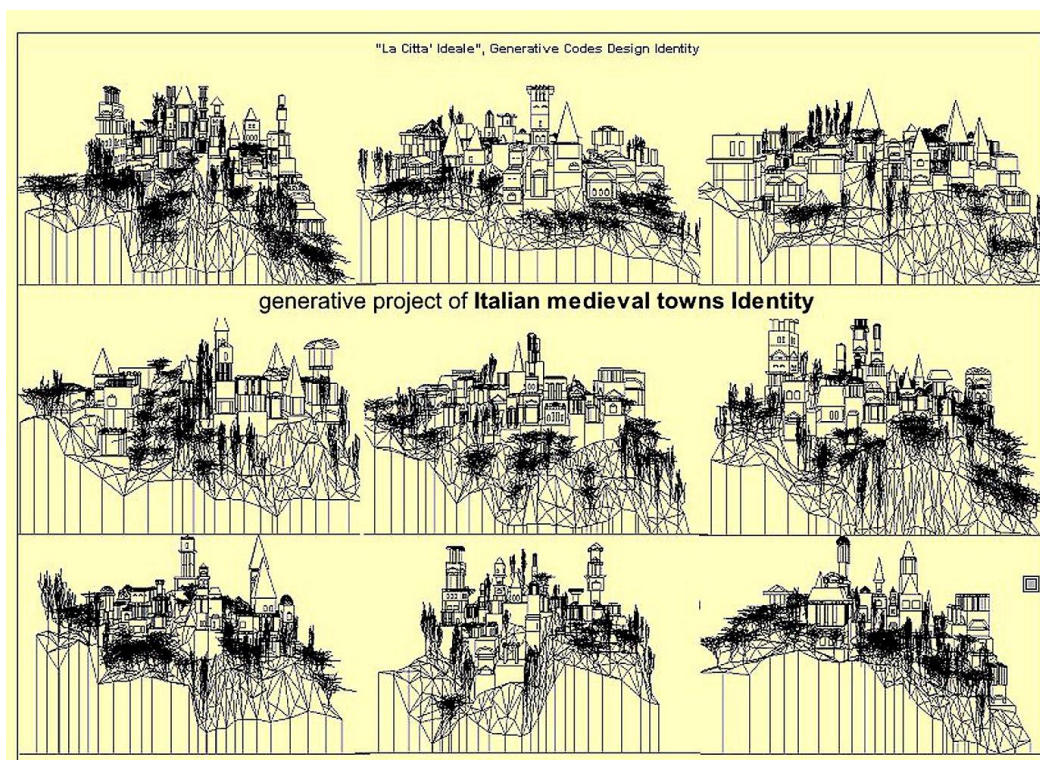 "La Citta' Ideale", Generative Codes Design Identity
generative project of Italian medieval towns Identity